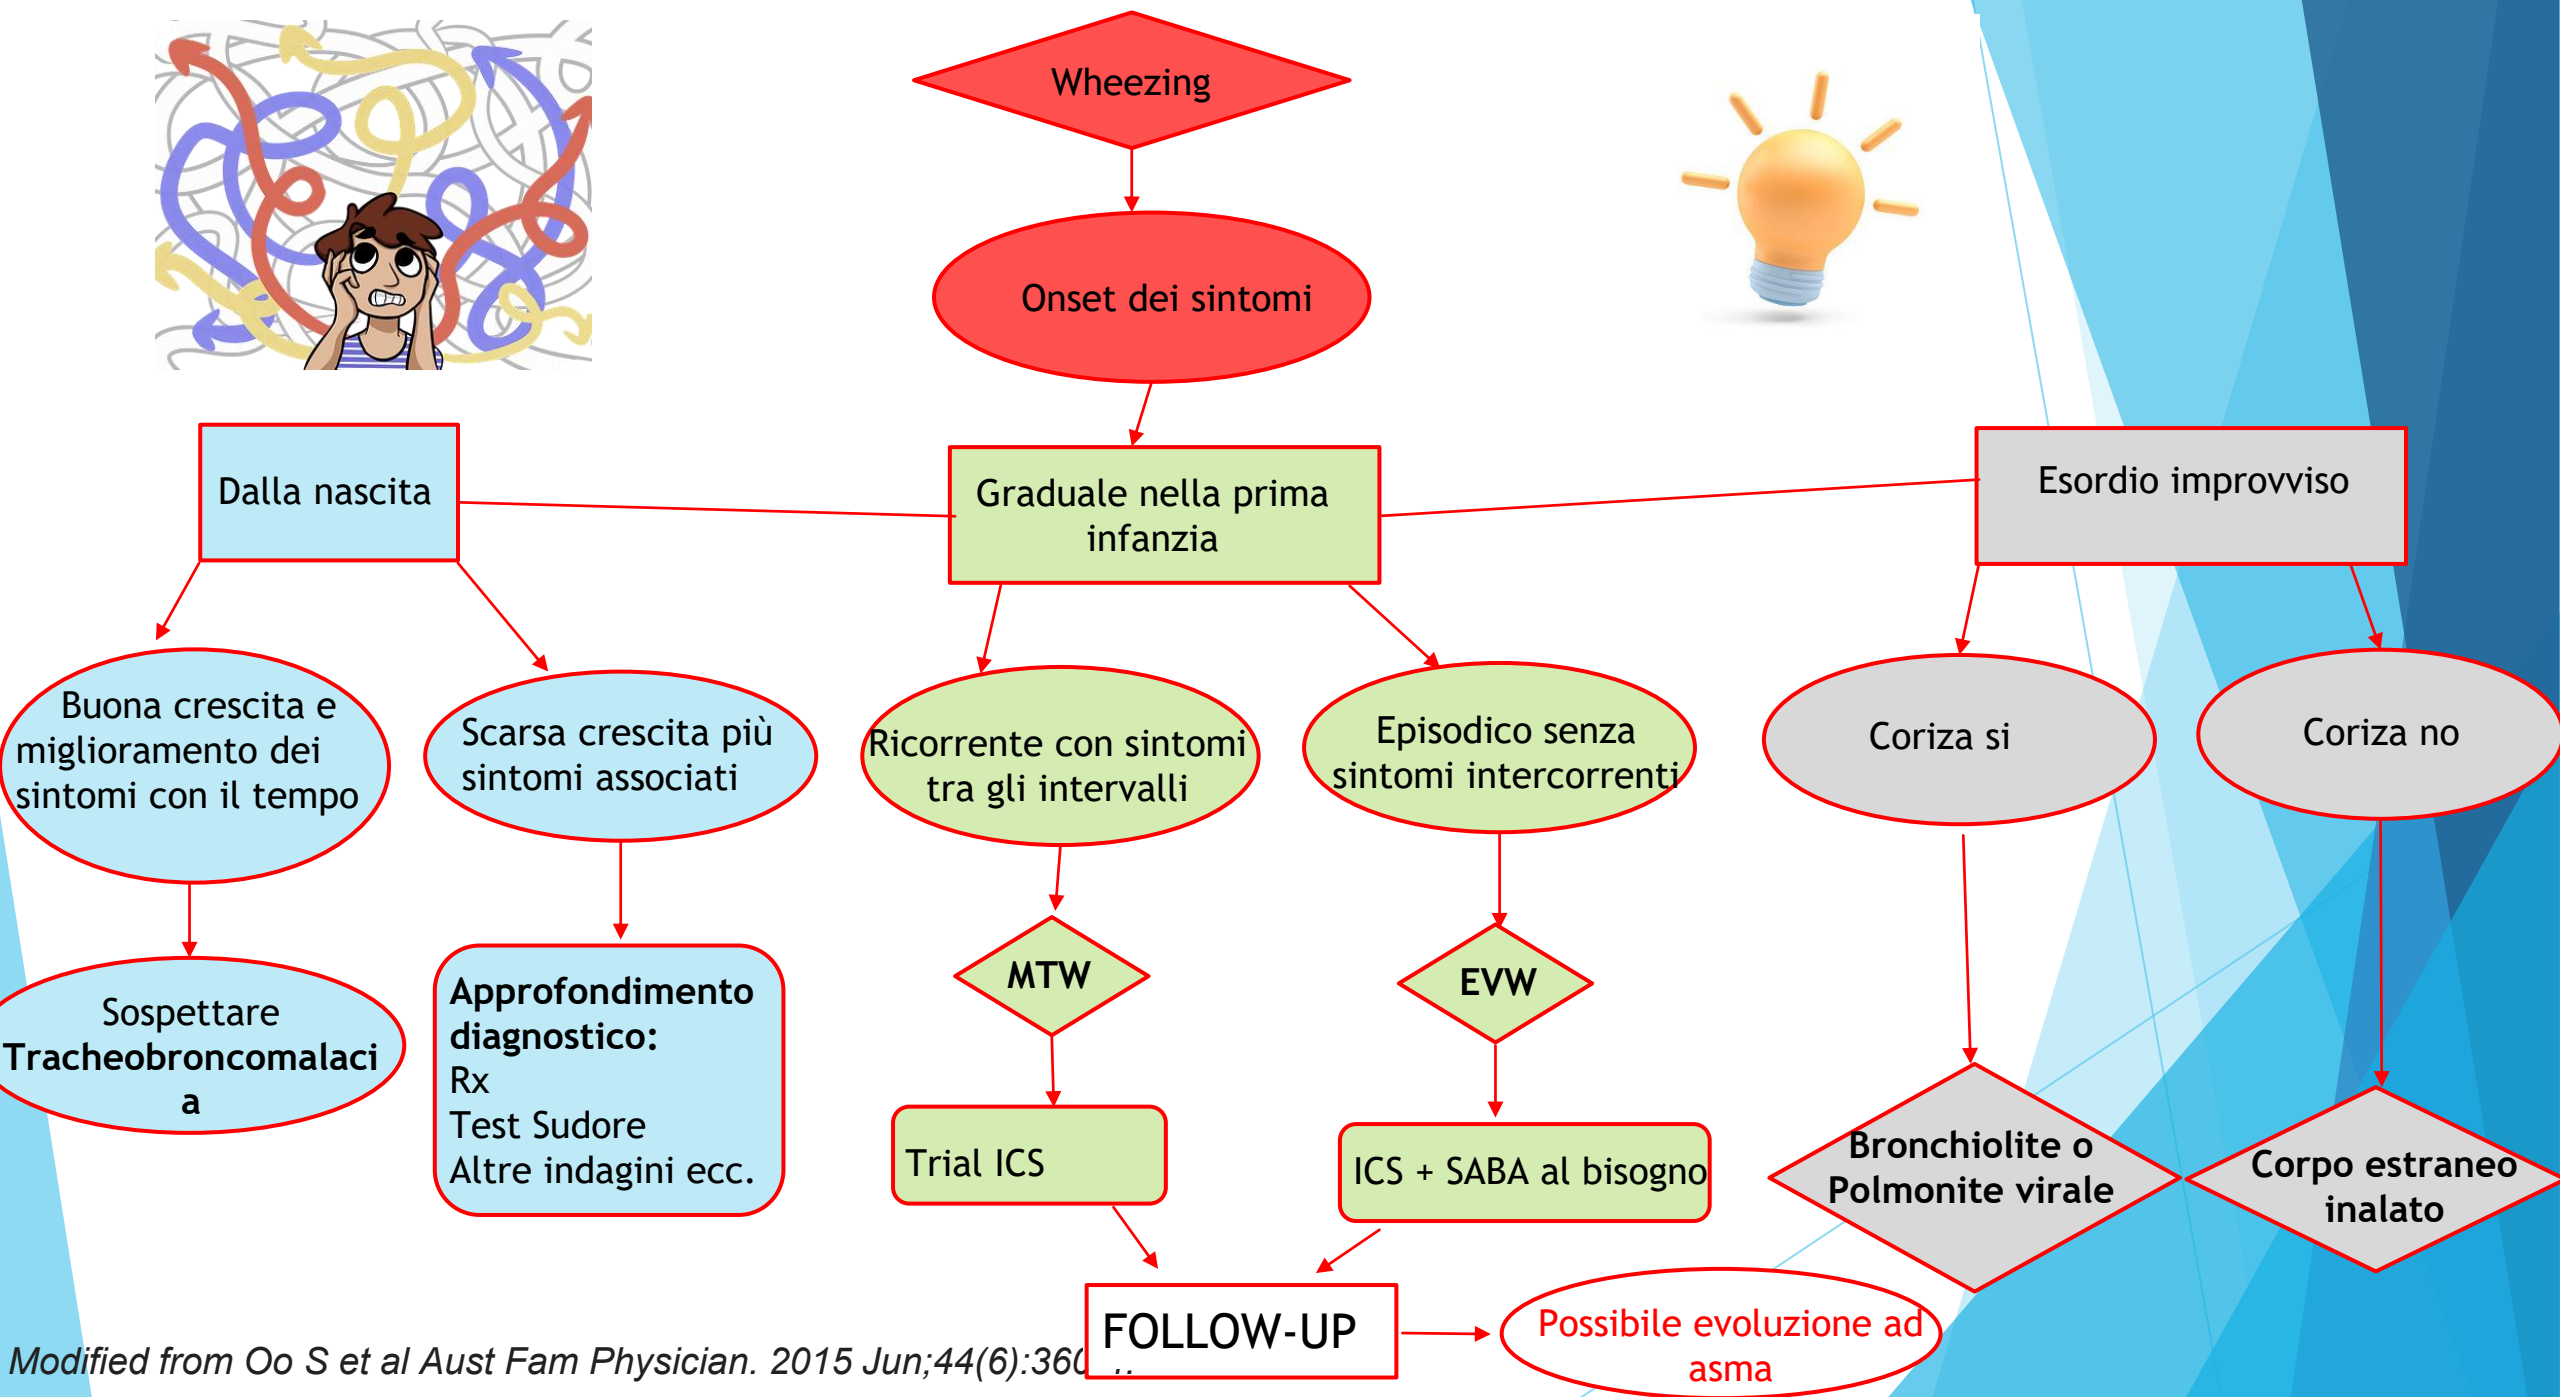 Wheezing
Onset dei sintomi
Dalla nascita
Graduale nella prima
infanzia
Esordio improvviso
Buona crescita e
miglioramento dei
sintomi con il tempo
Scarsa crescita più
sintomi associati
Ricorrente con sintomi
tra gli intervalli
Episodico senza
sintomi intercorrenti
Coriza si
Coriza no
Sospettare
Tracheobroncomalaci
a
Approfondimento
diagnostico:
Rx
Test Sudore
Altre indagini ecc.
MTW
EVW
Trial ICS
ICS + SABA al bisogno
Bronchiolite o
Polmonite virale
Corpo estraneo
inalato
FOLLOW-UP
Possibile evoluzione ad
asma
Modified from Oo S et al Aust Fam Physician. 2015 Jun;44(6):360